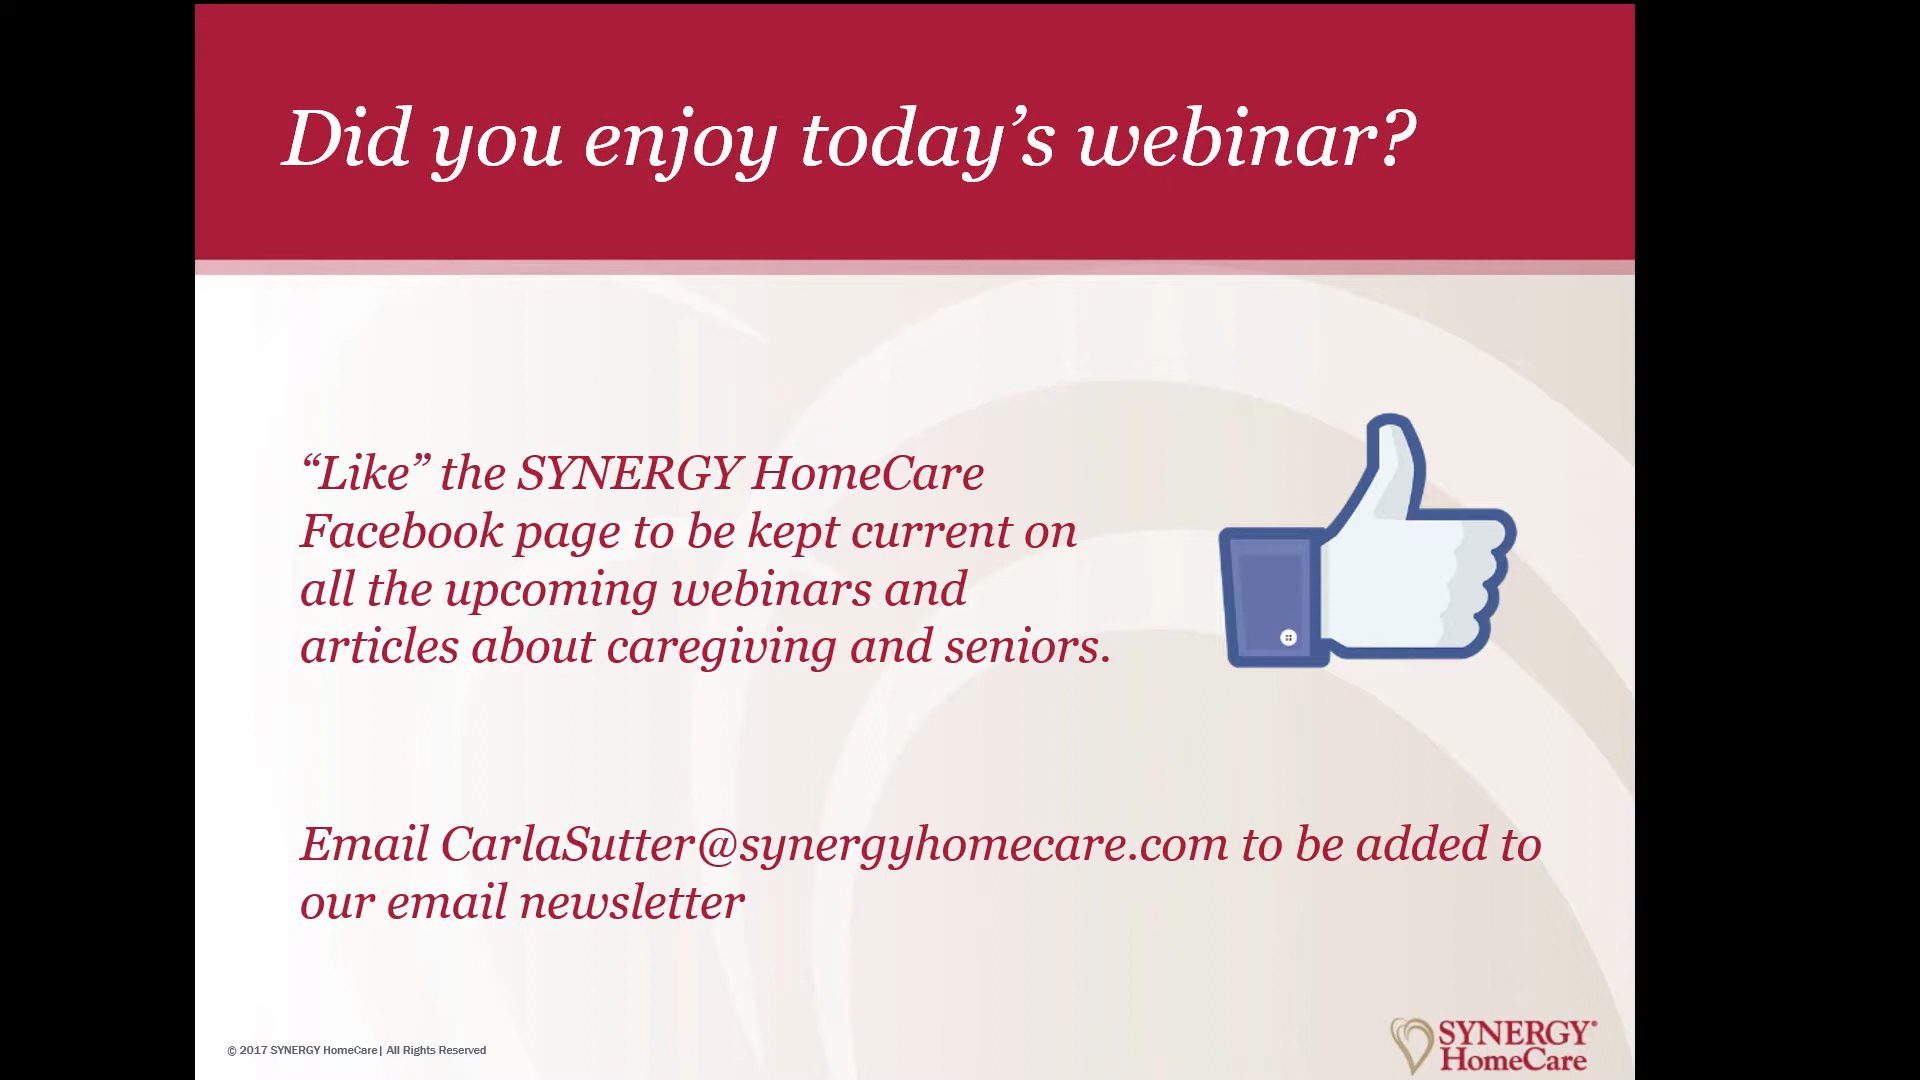 Did you enjoy today’s webinar?
“Like” the SYNERGY HomeCare
Facebook page to be kept current on
all the upcoming webinars and
articles about caregiving and seniors.
Email CarlaSutter@synergyhomecare.com to be added to
our email newsletter
© 2017 SYNERGY HomeCare| All Rights Reserved
SYNERGY®
HomeCare